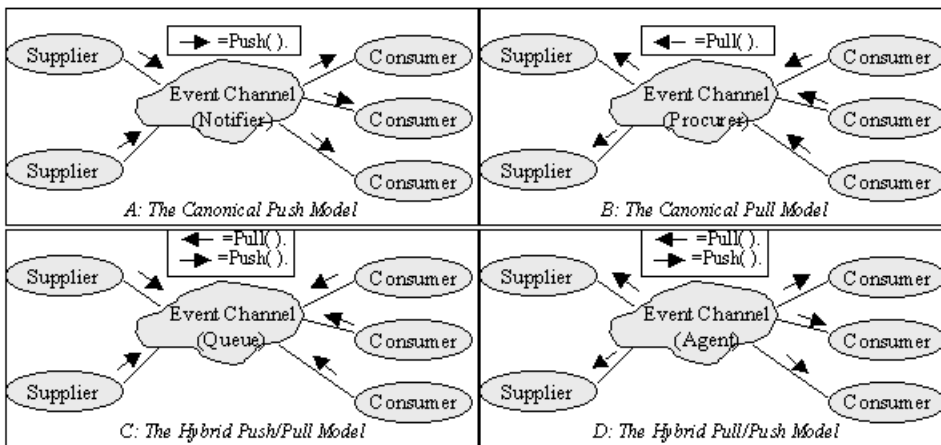 =Push( ).
Supplier
Consumer
Event Channel
(Notifier)
Consumer
Supplier
Consumer
A: The Canonical Push Model
=Pull( ).
Supplier
Consumer
Event Channel
(Procurer)
Consumer
Supplier
Consumer
B: The Canonical Pull Model
=Pull( ).
=Push( ).
Supplier
Consumer
Event Channel
(Queue)
Consumer
Supplier
Consumer
C: The Hybrid Push/Pull Model
=Pull( ).
=Push( ).
Supplier
Consumer
Event Channel
(Agent)
Consumer
Supplier
Consumer
D: The Hybrid Pull/Push Model